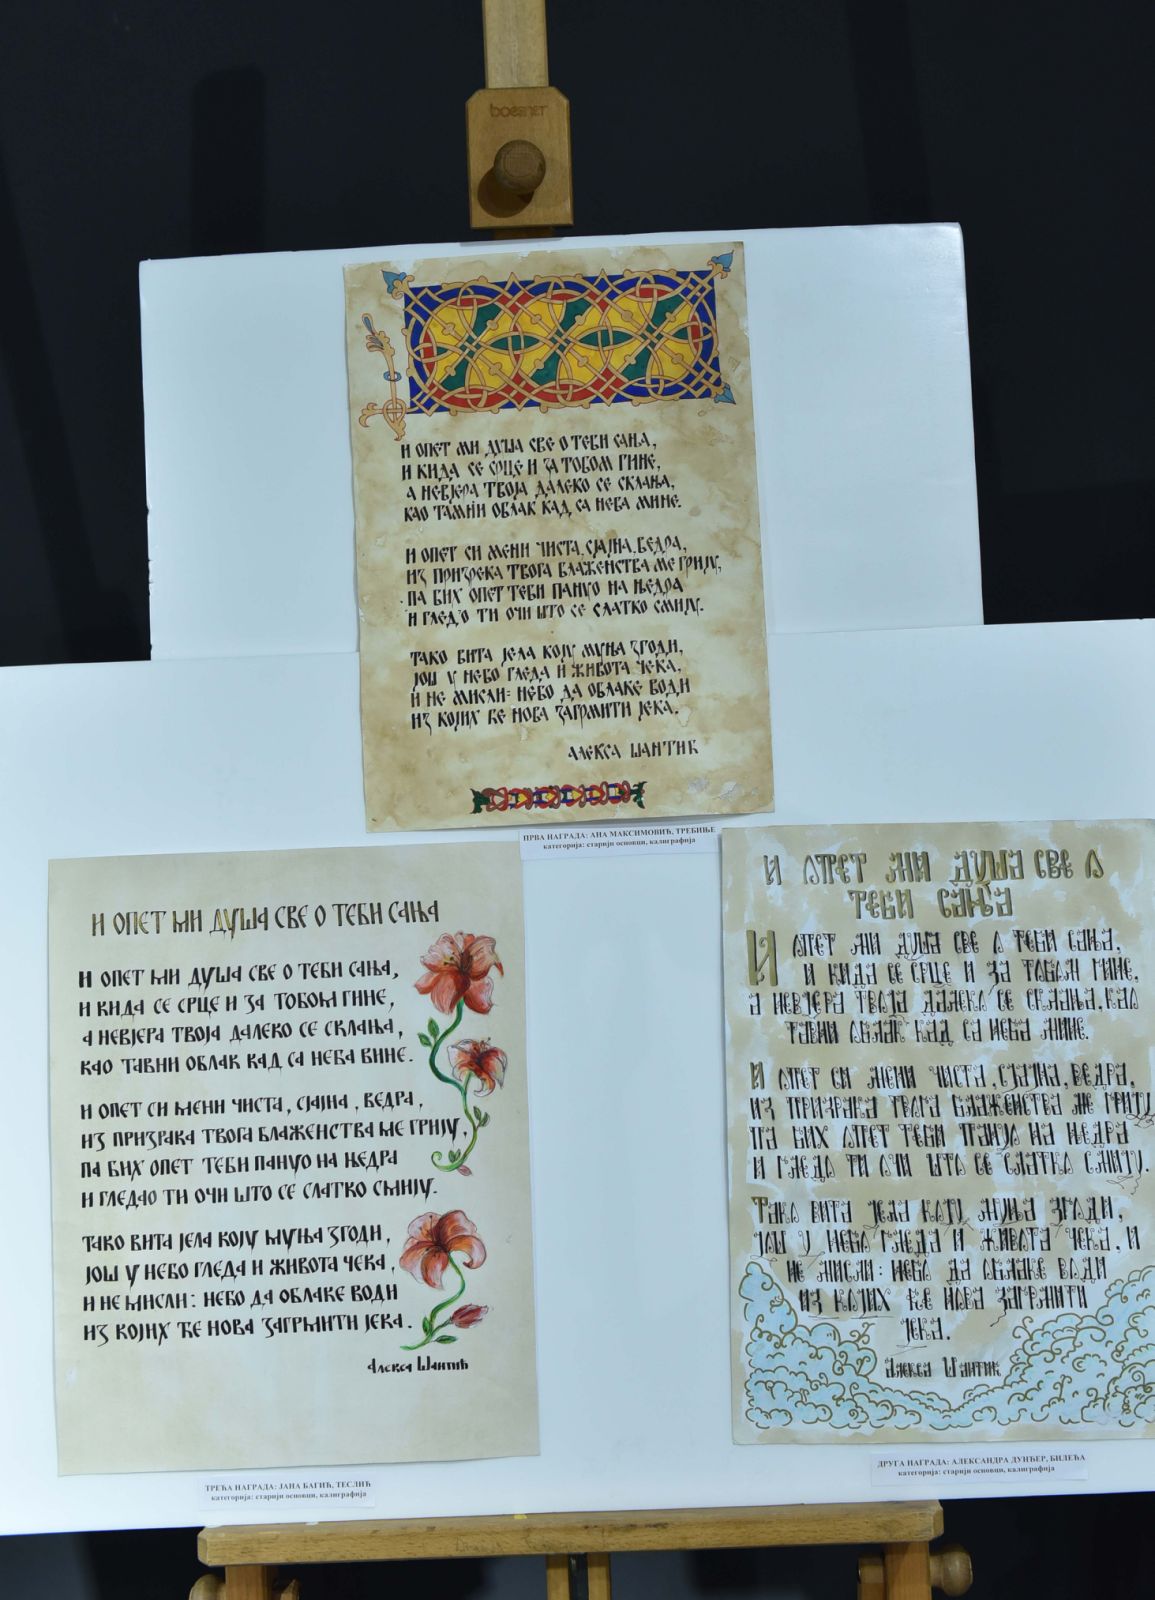 boesner
И ОПЕТ МИ ДУША СВЕ О ТЕБИ САЊА,
И КИДА СЕ СРЦЕ И ЗА ТОБОМ ГИНЕ,
А НЕВЈЕРА ТВОЈА ДАЛЕКО СЕ СКЛАЊА,
КАО ТАМНИ ОБЛАК КАД СА НЕБА МИНЕ.
И ОПЕТ СИ МЕНИ ЧИСТА, СЈАЈНА, ВЕДРА,
ИЗ ПРИЗРЕКА ТВОГА БЛАЖЕНСТВА МЕ ГРИЈУ,
ПА БИХ ОПЕТ ТЕБИ ПАНУО НА ЊЕДРА
И ГЛЕДО ТИ ОЧИ ШТО СЕ СЛАТКО СМИЈУ.
ТАКО ВИТА ЈЕЛА КОЈУ МУЊА ЗГОДИ,
ЈОШ У НЕБО ГЛЕДА И ЖИВОТА ЧЕКА,
И НЕ МИСЛИ: НЕБО ДА ОБЛАКЕ ВОДИ
ИЗ КОЈИХ ЋЕ НОВА ЗАГРМИТИ ЈЕКА.
АЛЕКСА ШАНТИЋ
ПРВА НАГРАДА: АНА МАКСИМОВИЋ, ТРЕБИЊЕ
категорија: старији основци, калиграфија
И ОПЕТ МИ ДУША СВЕ О ТЕБИ САЊА
И ОПЕТ МИ ДУША СВЕ О ТЕБИ САЊА,
И КИДА СЕ СРЦЕ И ЗА ТОБОМ ГИНЕ,
А НЕВЈЕРА ТВОЈА ДАЛЕКО СЕ СКЛАЊА,
КАО ТАВНИ ОБЛАК КАД СА НЕБА ВИНЕ.
И ОПЕТ СИ МЕНИ ЧИСТА, СЈАЈНА, ВЕДРА,
ИЗ ПРИЗРАКА ТВОГА БЛАЖЕНСТВА МЕ ГРИЈУ,
ПА БИХ ОПЕТ ТЕБИ ПАНУО НА ЊЕДРА
И ГЛЕДАО ТИ ОЧИ ШТО СЕ СЛАТКО СМИЈУ.
ТАКО ВИТА ЈЕЛА КОЈУ МУЊА ЗГОДИ,
ЈОШ У НЕБО ГЛЕДА И ЖИВОТА ЧЕКА,
И НЕ МИСЛИ: НЕБО ДА ОБЛАКЕ ВОДИ
ИЗ КОЈИХ ЋЕ НОВА ЗАГРМИТИ ЈЕКА.
Алекса Шантић
ТРЕЋА НАГРАДА: ЈАНА БАГИЋ, ТЕСЛИЋ
категорија: старији основци, калиграфија
И ОПЕТ МИ ДУША СВЕ О
ТЕБИ САЊА
И ОПЕТ МИ ДУША СВЕ О ТЕБИ САЊА,
И КИДА СЕ СРЦЕ И ЗА ТОБОМ ГИНЕ,
А НЕВЈЕРА ТВОЈА ДАЛЕКО СЕ СКЛАЊА, КАО
ТАВНИ ОБЛАК КАД СА НЕБА МИНЕ.
И ОПЕТ СИ МЕНИ ЧИСТА, СЈАЈНА, ВЕДРА,
ИЗ ПРИЗРАКА ТВОГА БЛАЖЕНСТВА МЕ ГРИЈУ
ПА БИХ ОПЕТ ТЕБИ ПАНУО НА ЊЕДРА
И ГЛЕДО ТИ ОЧИ ШТО СЕ СЛАТКО СМИЈУ.
ТАКО ВИТА ЈЕЛА КОЈУ МУЊА ЗГОДИ,
ЈОШ У НЕБО ГЛЕДА И ЖИВОТА ЧЕКА, И
НЕ МИСЛИ: НЕБО ДА ОБЛАКЕ ВОДИ
ИЗ КОЈИХ ЋЕ НОВА ЗАГРМИТИ
ЈЕКА.
Алекса Шантић
ДРУГА НАГРАДА: АЛЕКСАНДРА ДУНЂЕР, БИЛЕЋА
категорија: старији основци, калиграфија